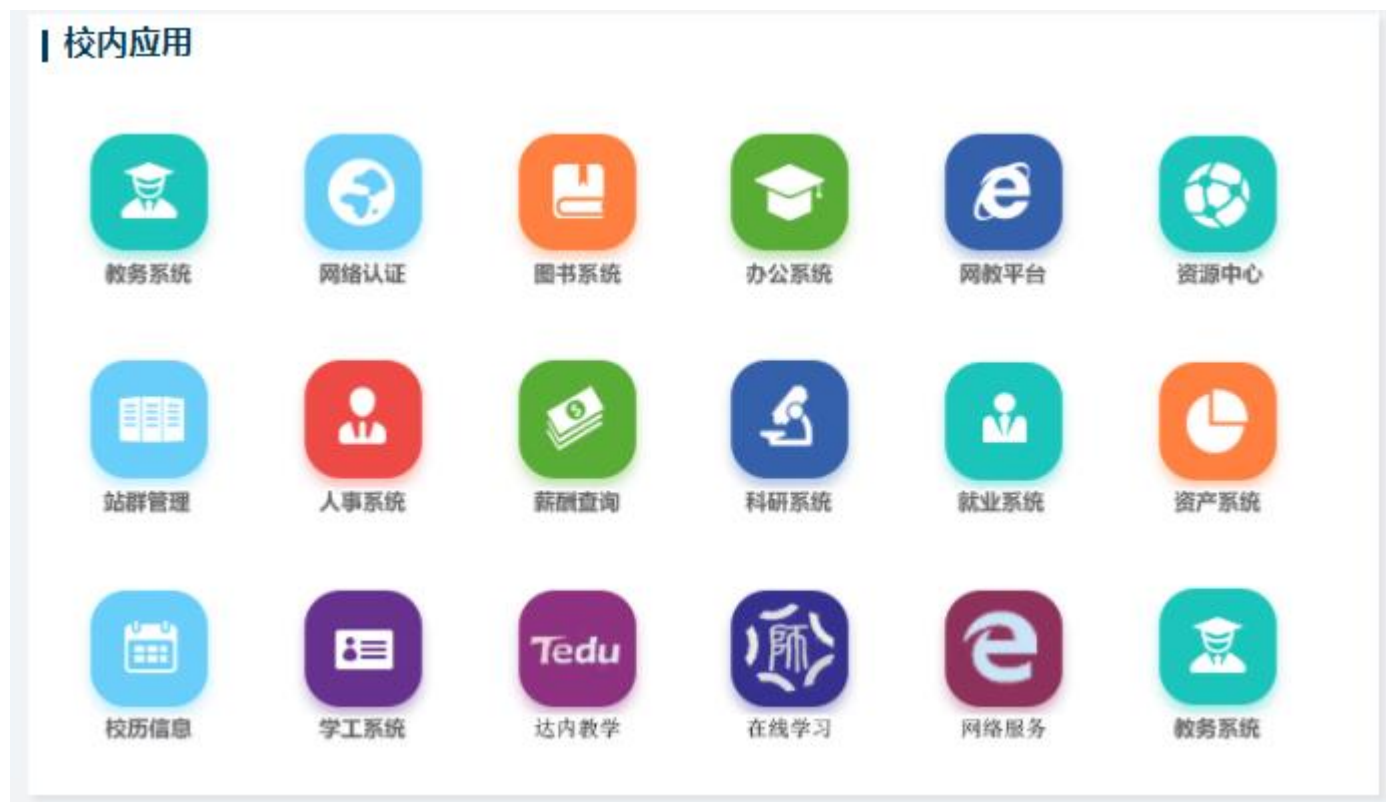 校内应用
教务系统 网络认证 图书系统 办公系统 网教平台 资源中心
站群管理 人事系统 薪酬查询 科研系统 就业系统 资产系统
Tedu 師
校历信息 学工系统 达内教学 在线学习 网络服务 教务系统